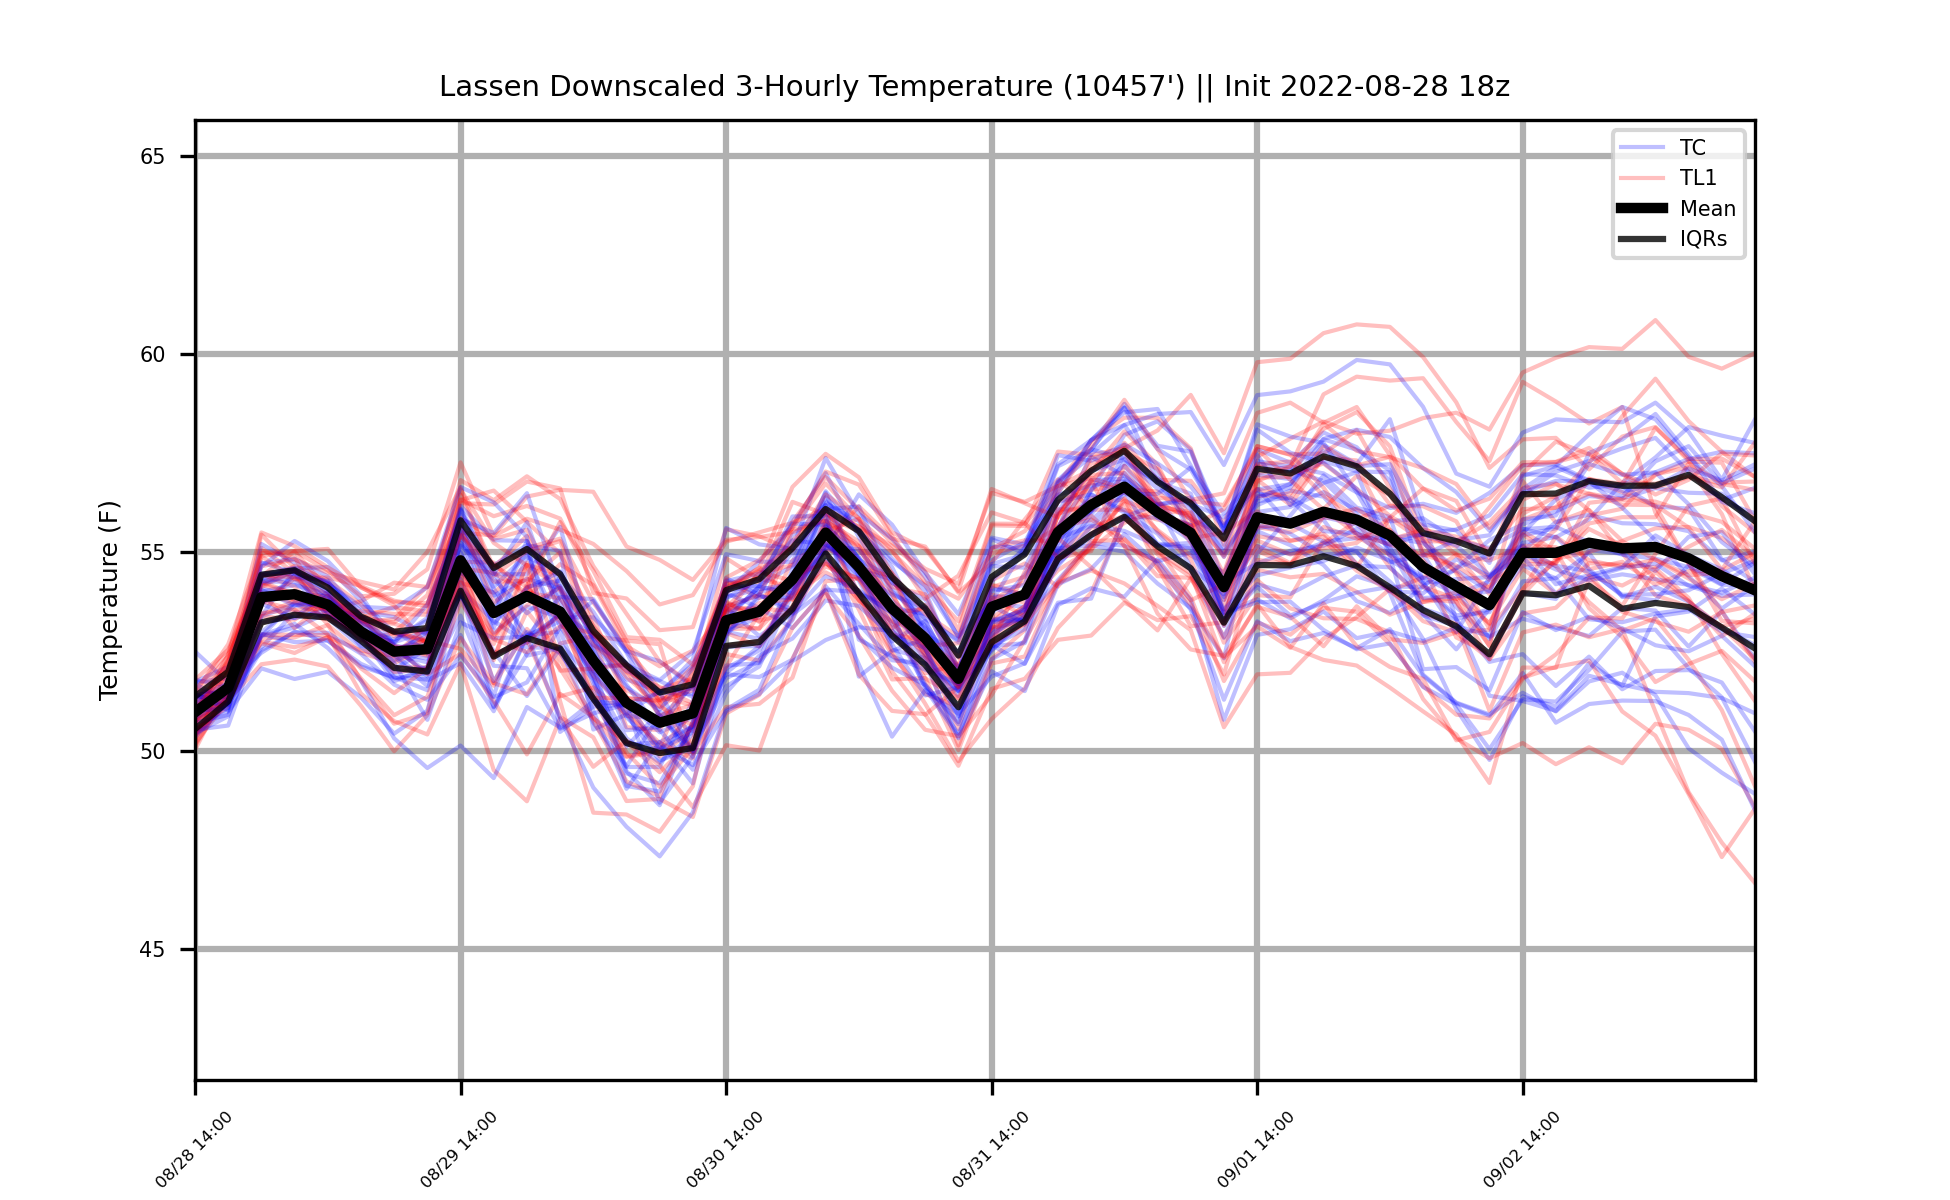 Lassen Downscaled 3-Hourly Temperature (10457') || Init 2022-08-28 18z
TC
TL1
Mean
IQRs
Temperature (F)
65
60
55
50
45
08/28 14:00
08/29 14:00
08/30 14:00
08/31 14:00
09/01 14:00
09/02 14:00